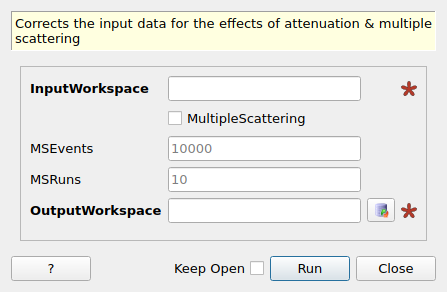 Corrects the input data for the effects of attenuation & multiple
scattering
InputWorkspace
MultipleScattering
MSEvents 10000
MSRuns 10
OutputWorkspace
? Keep Open Run Close